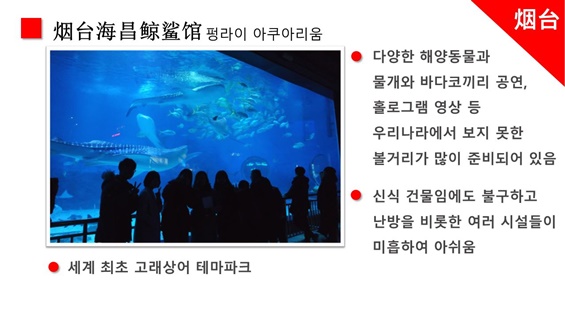 烟台海昌鲸鲨馆 펑라이 아쿠아리움
烟台
다양한 해양동물과
물개와 바다코끼리 공연,
홀로그램 영상 등
우리나라에서 보지 못한
볼거리가 많이 준비되어 있음
신식 건물임에도 불구하고
난방을 비롯한 여러 시설들이
미흡하여 아쉬움
세계 최초 고래상어 테마파크